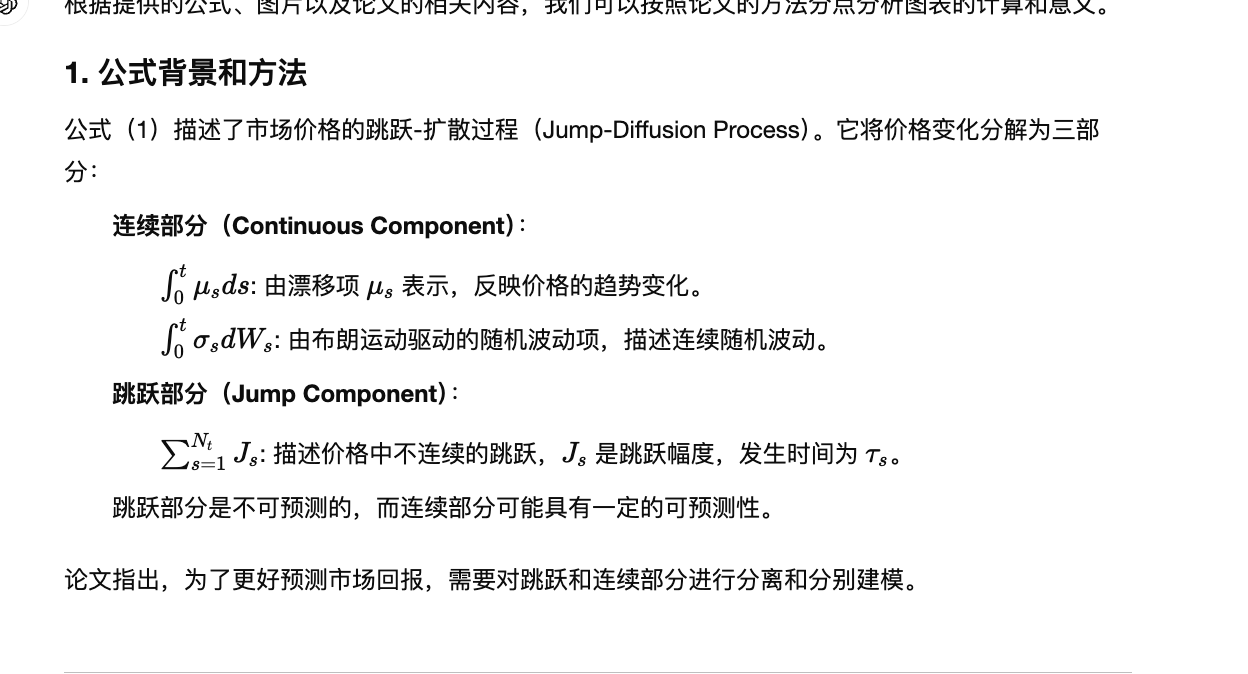 根据提供的公式、图片以及论文的相关内容，我们可以按照论文的方法分点分析图表的计算和意义。
1. 公式背景和方法
公式（1）描述了市场价格的跳跃-扩散过程（Jump-Diffusion Process）。它将价格变化分解为三部
分：
连续部分（Continuous Component）：
∫₀ᵗ μₛds: 由漂移项 μₛ 表示，反映价格的趋势变化。
∫₀ᵗ σₛdWₛ: 由布朗运动驱动的随机波动项，描述连续随机波动。
跳跃部分（Jump Component）：
∑_{s=1}^{N_t} Jₛ: 描述价格中不连续的跳跃，Jₛ 是跳跃幅度，发生时间为 τₛ。
跳跃部分是不可预测的，而连续部分可能具有一定的可预测性。
论文指出，为了更好预测市场回报，需要对跳跃和连续部分进行分离和分别建模。